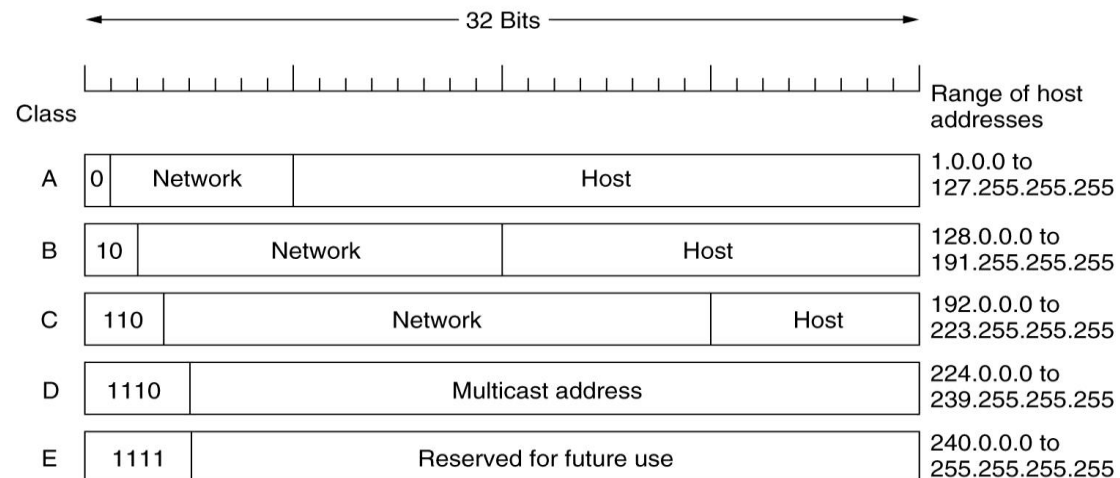 32 Bits
Class
Range of host
addresses
A
0
Network
Host
1.0.0.0 to
127.255.255.255
B
10
Network
Host
128.0.0.0 to
191.255.255.255
C
110
Network
Host
192.0.0.0 to
223.255.255.255
D
1110
Multicast address
224.0.0.0 to
239.255.255.255
E
1111
Reserved for future use
240.0.0.0 to
255.255.255.255